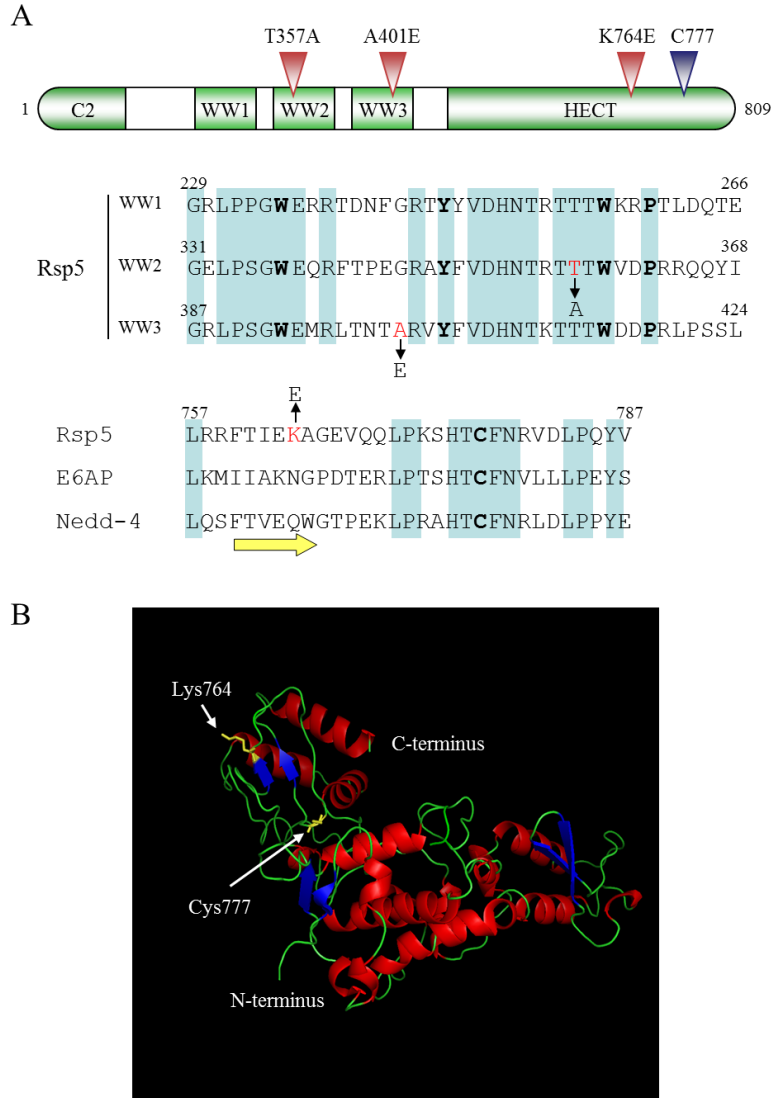 A
T357A A401E K764E C777
1 C2 WW1 WW2 WW3 HECT 809
229 266
WW1 GRLPPGWERRTDNFGRTYYVDHNTRTTTWKRPTLDQTE
331 368
Rsp5 WW2 GELPSGWEQRFTPEGRAYFVDHNTRTTTWVDPRRQQYI
A
387 424
WW3 GRLPSGWEMRLTNTARVYFVDHNTKTTTWDDPRLPSSL
E
E
757 787
Rsp5 LRRFTIEKAGEVQQLPKSHTCFNRVDLPQYV
E6AP LKMIIAKNGPDTERLPTSHTCFNVLLLPEYS
Nedd-4 LQSFTVEQWGTPEKLPRAHTCFNRLDLPPYE
B
Lys764
C-terminus
Cys777
N-terminus